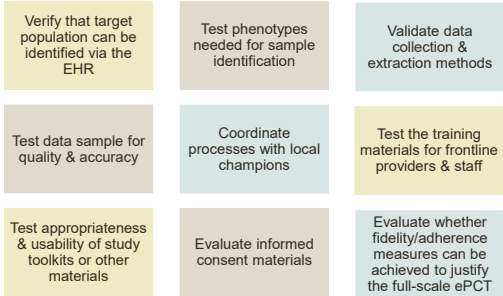 Verify that target
population can be
identified via the
EHR
Test phenotypes
needed for sample
identification
Validate data
collection &
extraction methods
Test data sample for
quality & accuracy
Coordinate
processes with local
champions
Test the training
materials for frontline
providers & staff
Test appropriateness
& usability of study
toolkits or other
materials
Evaluate informed
consent materials
Evaluate whether
fidelity/adherence
measures can be
achieved to justify
the full-scale ePCT